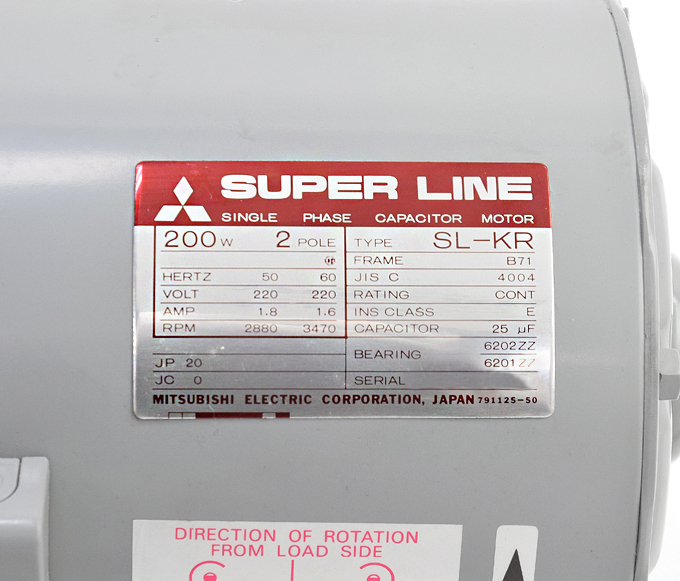 SUPER LINE
SINGLE PHASE CAPACITOR MOTOR
200 W 2 POLE
HERTZ 50 60
VOLT 220 220
AMP 1.8 1.6
RPM 2880 3470
JP 20
JC 0
TYPE SL-KR
FRAME B71
JIS C 4004
RATING CONT
INS CLASS E
CAPACITOR 25 µF
BEARING 6202ZZ
6201ZZ
SERIAL
MITSUBISHI ELECTRIC CORPORATION, JAPAN 791125-50
DIRECTION OF ROTATION
FROM LOAD SIDE